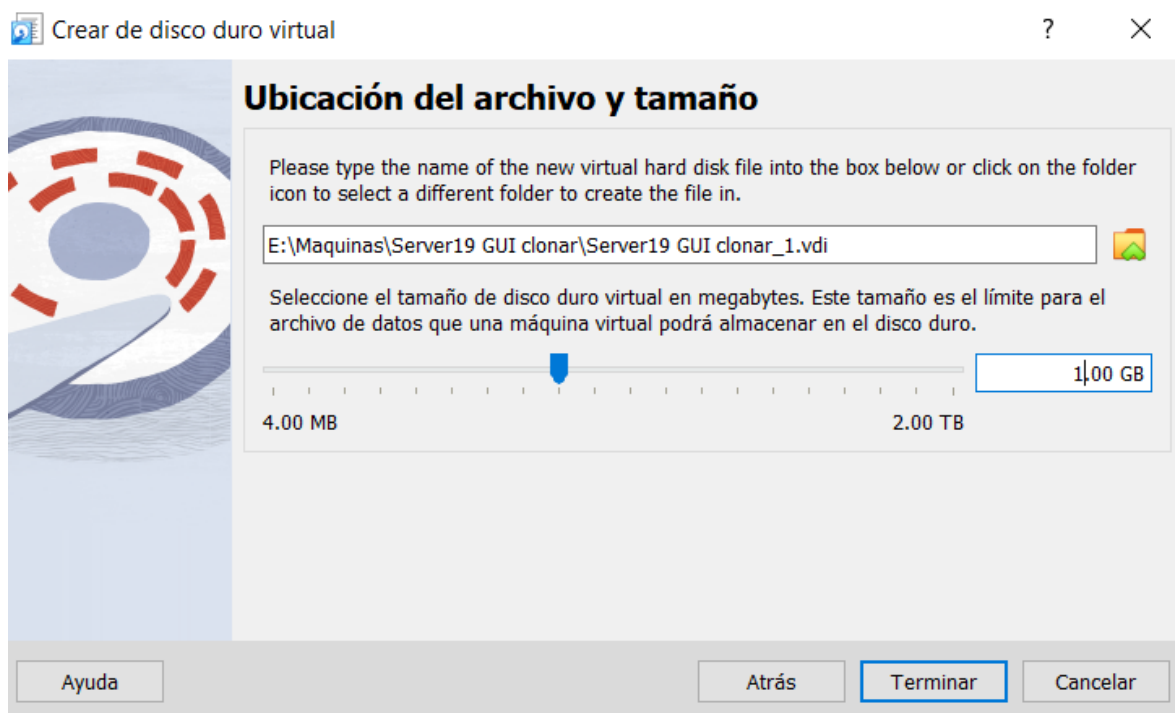 Crear de disco duro virtual
?
Ubicación del archivo y tamaño
Please type the name of the new virtual hard disk file into the box below or click on the folder
icon to select a different folder to create the file in.
E:\Maquinas\Server19 GUI clonar\Server19 GUI clonar_1.vdi
Seleccione el tamaño de disco duro virtual en megabytes. Este tamaño es el límite para el
archivo de datos que una máquina virtual podrá almacenar en el disco duro.
1.00 GB
4.00 MB 2.00 TB
Ayuda Atrás Terminar Cancelar